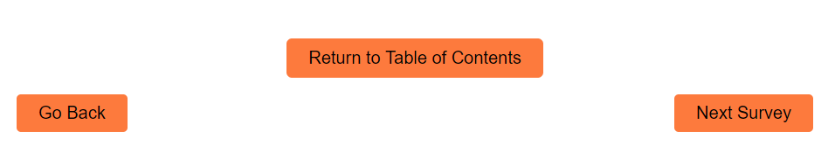 Return to Table of Contents
Go Back
Next Survey